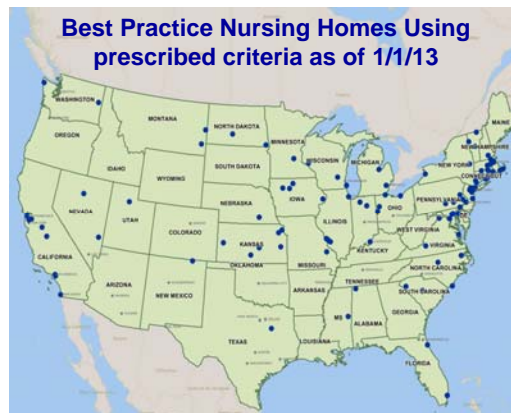 Best Practice Nursing Homes Using
prescribed criteria as of 1/1/13
WASHINGTON
MONTANA
NORTH DAKOTA
MINNESOTA
MAINE
OREGON
IDAHO
SOUTH DAKOTA
WISCONSIN
MICHIGAN
NEW YORK
NEW HAMPSHIRE
WYOMING
CONNECTICUT
NEVADA
NEBRASKA
IOWA
PENNSYLVANIA
UTAH
ILLINOIS
OHIO
COLORADO
WEST VIRGINIA
CALIFORNIA
KANSAS
MISSOURI
KENTUCKY
VIRGINIA
OKLAHOMA
TENNESSEE
NORTH CAROLINA
ARIZONA
NEW MEXICO
ARKANSAS
SOUTH CAROLINA
MS
ALABAMA
GEORGIA
TEXAS
LOUISIANA
FLORIDA